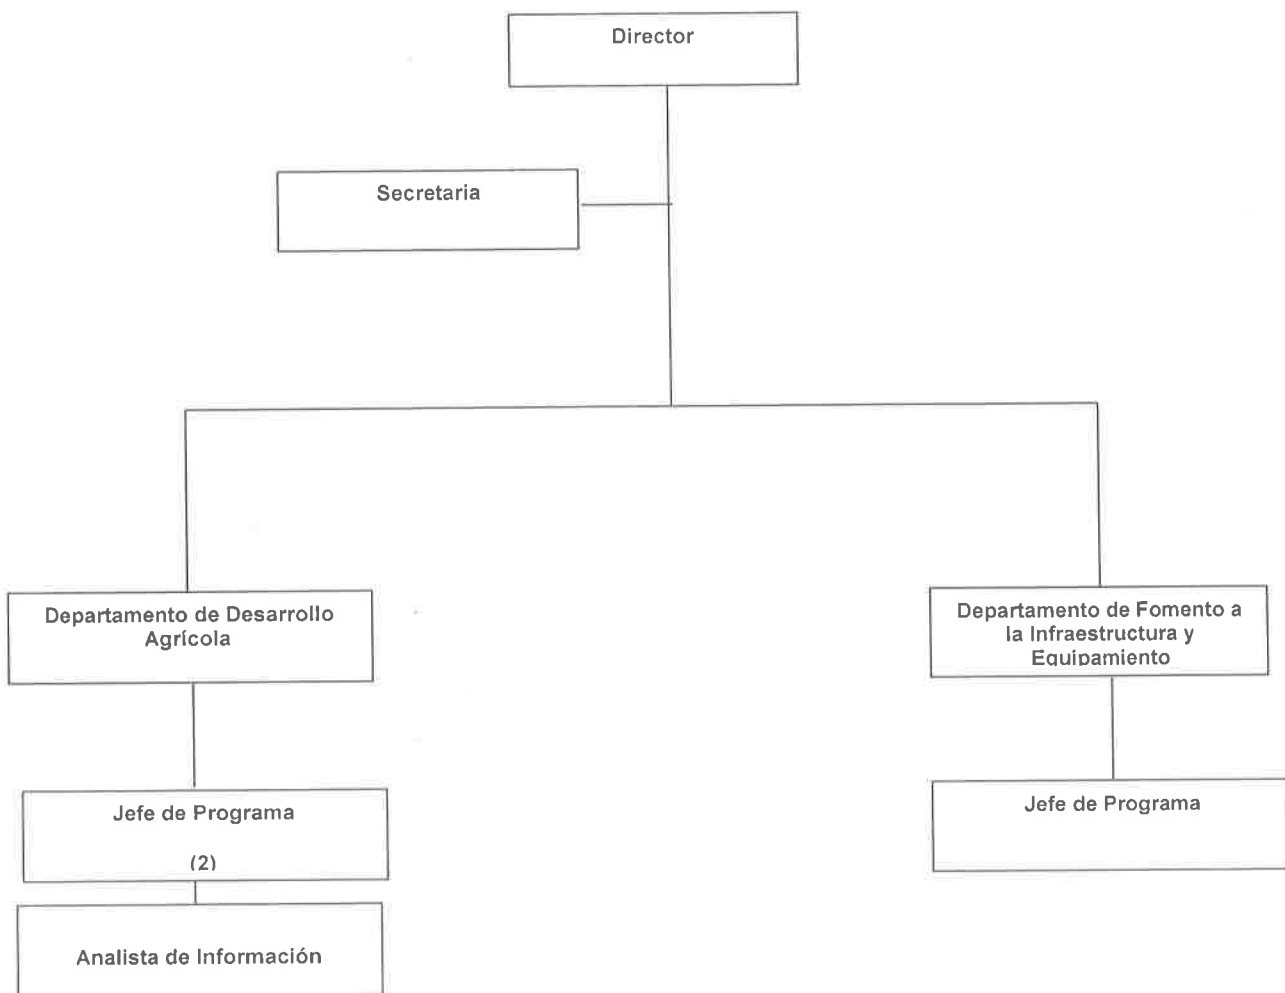 Director
Secretaria
Departamento de Desarrollo
Agrícola
Departamento de Fomento a
la Infraestructura y
Equipamiento
Jefe de Programa
(2)
Jefe de Programa
Analista de Información